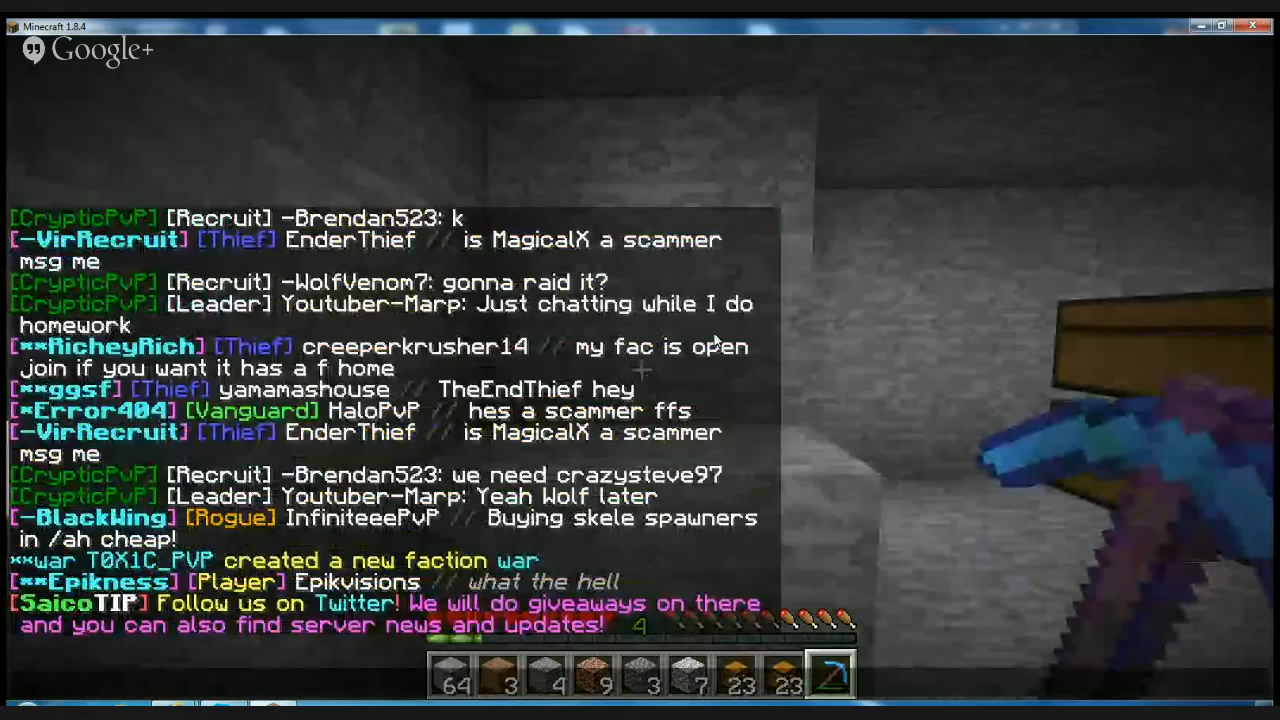 Minecraft 1.8.4
Google+
[CrypticPvP] [Recruit] -Brendan523: k
[-VirRecruit] [Thief] EnderThief // is MagicalX a scammer
msg me
[CrypticPvP] [Recruit] -WolfVenom7: gonna raid it?
[CrypticPvP] [Leader] Youtuber-Marp: Just chatting while I do
homework
[**RicheyRich] [Thief] creeperkrusher14 // my fac is open
join if you want it has a f home
[**ggsf] [Thief] yamamashouse // TheEndThief hey
[*Error404] [Vanguard] HaloPvP // hes a scammer ffs
[-VirRecruit] [Thief] EnderThief // is MagicalX a scammer
msg me
[CrypticPvP] [Recruit] -Brendan523: we need crazysteve97
[CrypticPvP] [Leader] Youtuber-Marp: Yeah Wolf later
[-BlackWing] [Rogue] InfiniteeePvP // Buying skele spawners
in /ah cheap!
**war T0X1C_PVP created a new faction war
[**Epikness] [Player] Epikvisions // what the hell
[SaicoTIP] Follow us on Twitter! We will do giveaways on there
and you can also find server news and updates!
4
64 3 4 9 3 7 23 23